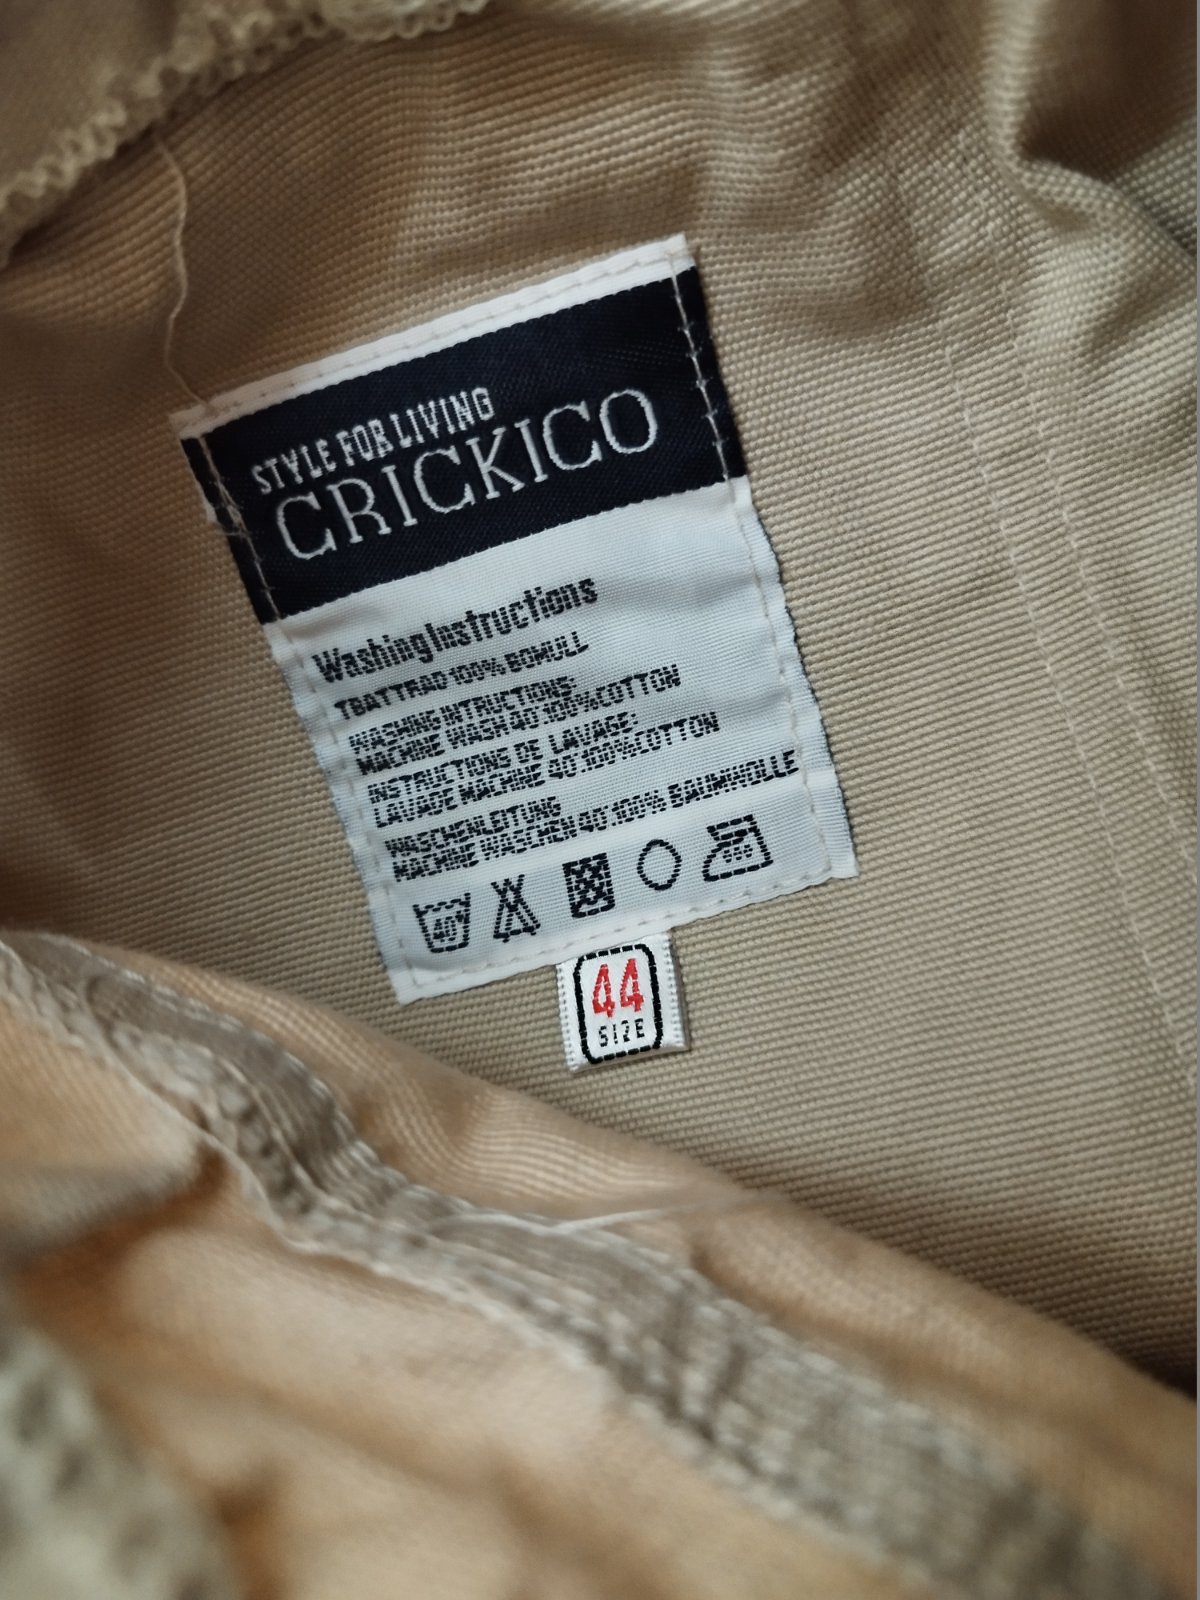 STYLE FOR LIVING
CRICKICO
Washing Instructions
TBATTRAD 100% BOMULL
WASHING INTRUCTIONS:
MACHINE WASH 40 100%COTTON
INSTRUCTIONS DE LAVAGE:
LAVAGE MACHINE 40 100%COTTON
WASCHENLEITUNG
MACHINE WASCHEN 40 100% BAUMWOLLE
40°
44
SIZE